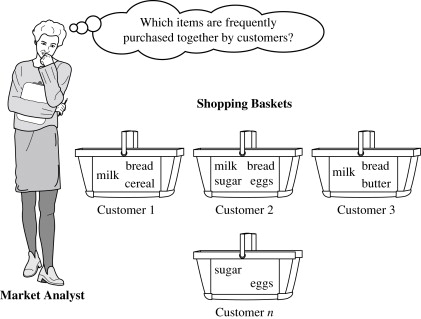 Which items are frequently
purchased together by customers?
Shopping Baskets
milk bread
cereal
Customer 1
milk bread
sugar eggs
Customer 2
milk bread
butter
Customer 3
sugar
eggs
Customer n
Market Analyst